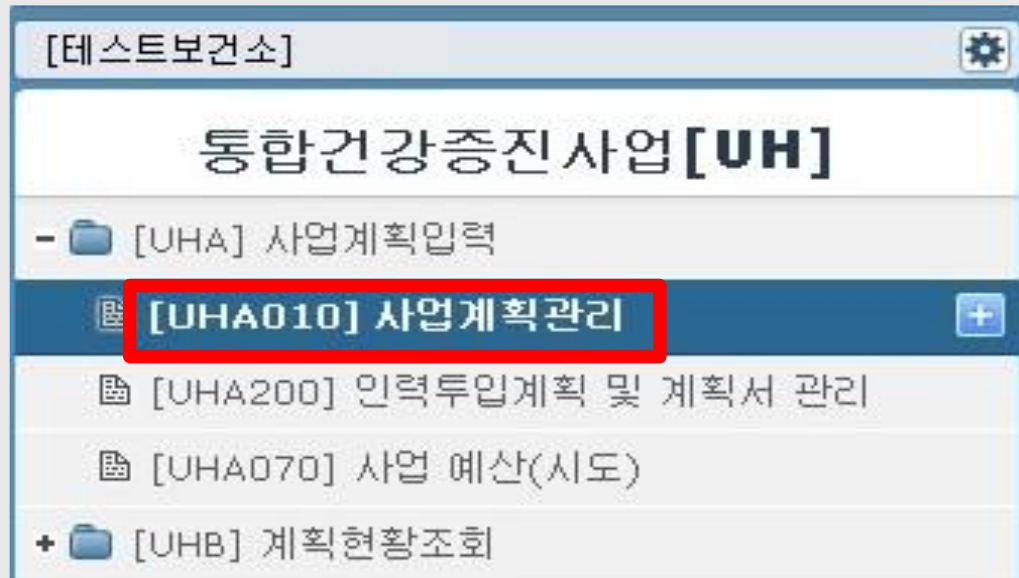 [테스트보건소]
통합건강증진사업[UH]
[UHA] 사업계획입력
[UHA010] 사업계획관리
[UHA200] 인력투입계획 및 계획서 관리
[UHA070] 사업 예산(시도)
[UHB] 계획현황조회